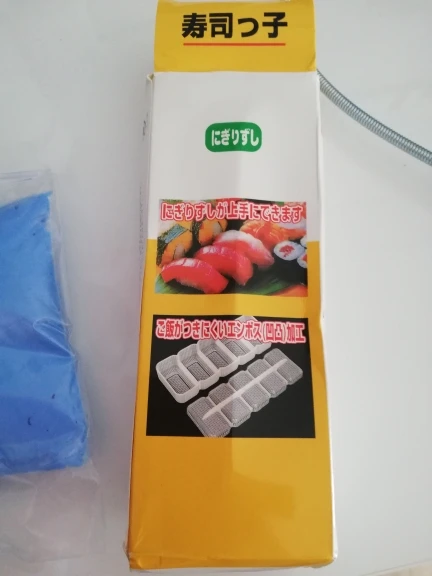 寿司っ子
にぎりずし
にぎりずしが上手にできます
ご飯がつきにくいエンボス(凹凸)加工